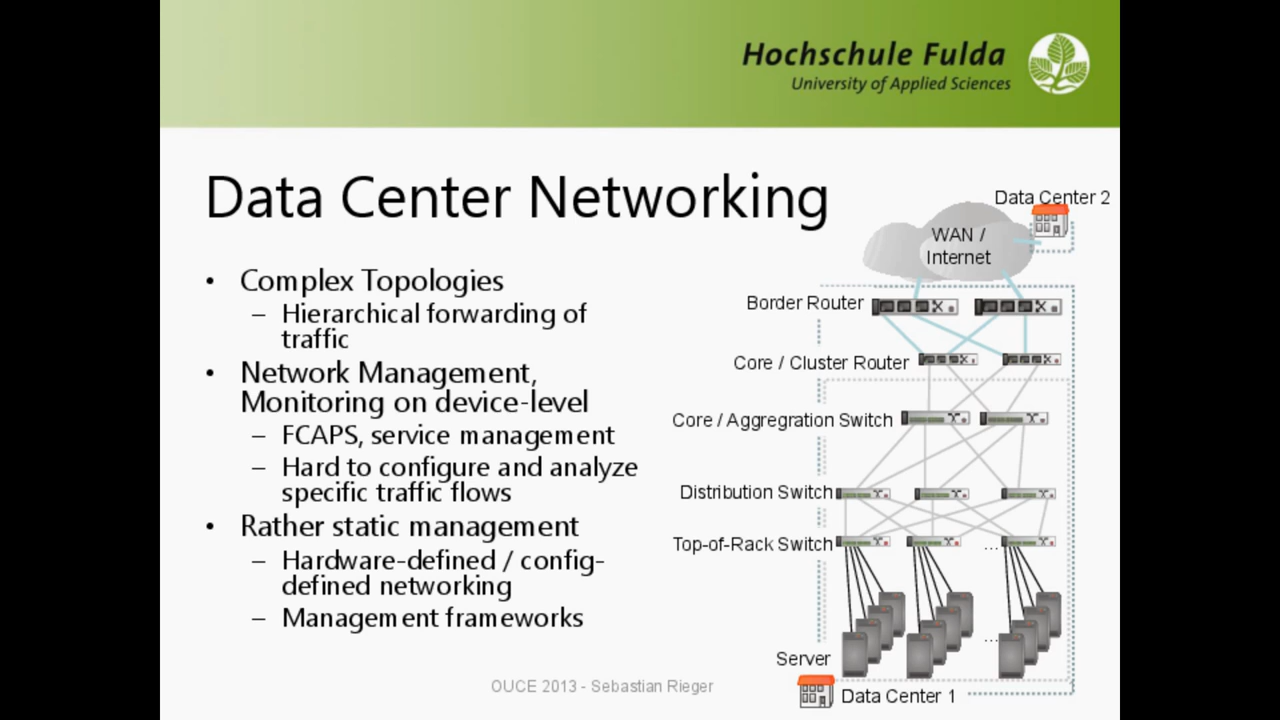 Hochschule Fulda
University of Applied Sciences
Data Center Networking
• Complex Topologies
– Hierarchical forwarding of
traffic
• Network Management,
Monitoring on device-level
– FCAPS, service management
– Hard to configure and analyze
specific traffic flows
• Rather static management
– Hardware-defined / config-
defined networking
– Management frameworks
Data Center 2
WAN /
Internet
Border Router
Core / Cluster Router
Core / Aggregration Switch
Distribution Switch
Top-of-Rack Switch
...
...
Server
Data Center 1
OUCE 2013 - Sebastian Rieger